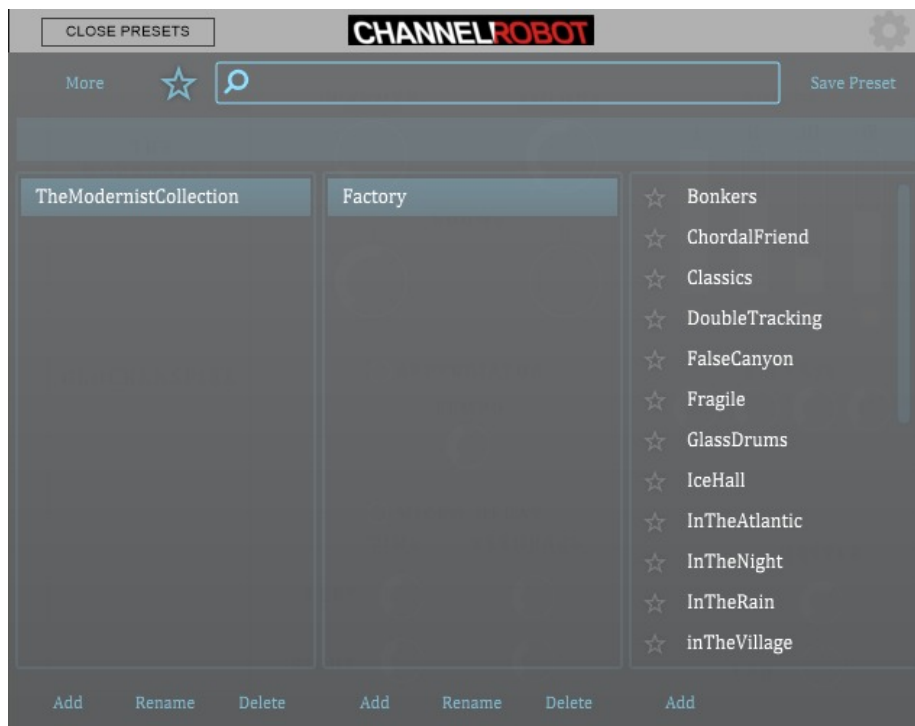 CLOSE PRESETS
CHANNELROBOT
More
Save Preset
TheModernistCollection
Factory
Bonkers
ChordalFriend
Classics
DoubleTracking
FalseCanyon
Fragile
GlassDrums
IceHall
InTheAtlantic
InTheNight
InTheRain
inTheVillage
Add Rename Delete Add Rename Delete Add